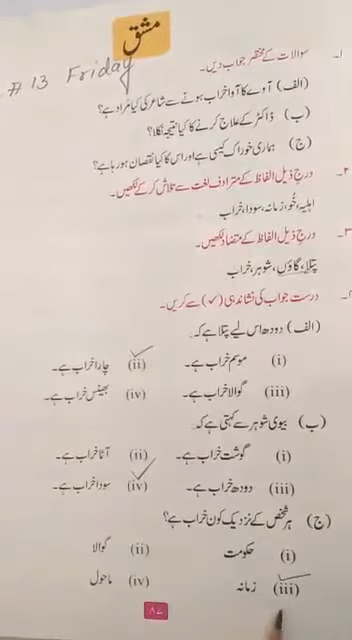 مشق
# 13 Friday
۱۔ سوالات کے مختصر جواب دیں۔
(الف) آوے کا آوا خراب ہونے سے شاعر کی کیا مراد ہے؟
(ب) ڈاکٹر کے علاج کرنے کا کیا نتیجہ نکلا؟
(ج) ہماری خوراک کیسی ہے اور اس کا کیا نقصان ہو رہا ہے؟
۲۔ درج ذیل الفاظ کے مترادف لغت سے تلاش کر کے لکھیں۔
اہلیہ، خُو، زمانہ، سودا، خراب
۳۔ درج ذیل الفاظ کے متضاد لکھیں۔
پتلا، گاؤں، شوہر، خراب
۴۔ درست جواب کی نشاندہی (✓) سے کریں۔
(الف) دودھ اس لیے پتلا ہے کہ:
(i) موسم خراب ہے۔ (ii) چارا خراب ہے۔
(iii) گوالا خراب ہے۔ (iv) بھینس خراب ہے۔
(ب) بیوی شوہر سے کہتی ہے کہ:
(i) گوشت خراب ہے۔ (ii) آٹا خراب ہے۔
(iii) دودھ خراب ہے۔ (iv) سودا خراب ہے۔
(ج) ہر شخص کے نزدیک کون خراب ہے؟
(i) حکومت (ii) گوالا
(iii) زمانہ (iv) ماحول
۸۷